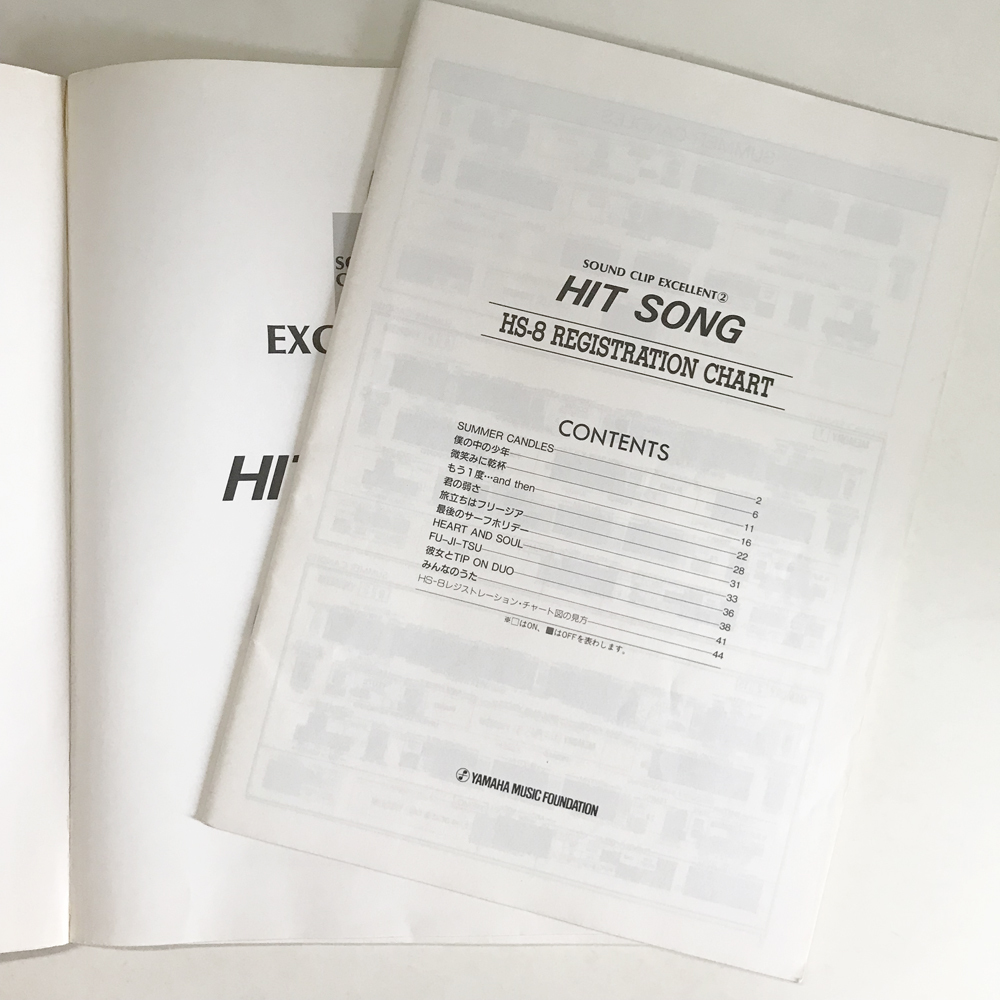 SO
C
EXC
HIT
SOUND CLIP EXCELLENT②
HIT SONG
HS-8 REGISTRATION CHART
CONTENTS
SUMMER CANDLES 2
僕の中の少年 6
微笑みに乾杯 11
もう1度…and then 16
君の弱さ 22
旅立ちはフリージア 28
最後のサーフホリデー 31
HEART AND SOUL 33
FU-JI-TSU 36
彼女とTIP ON DUO 38
みんなのうた 41
HS-8レジストレーション・チャート図の見方 44
※□はON, ■はOFFを表わします。
YAMAHA MUSIC FOUNDATION